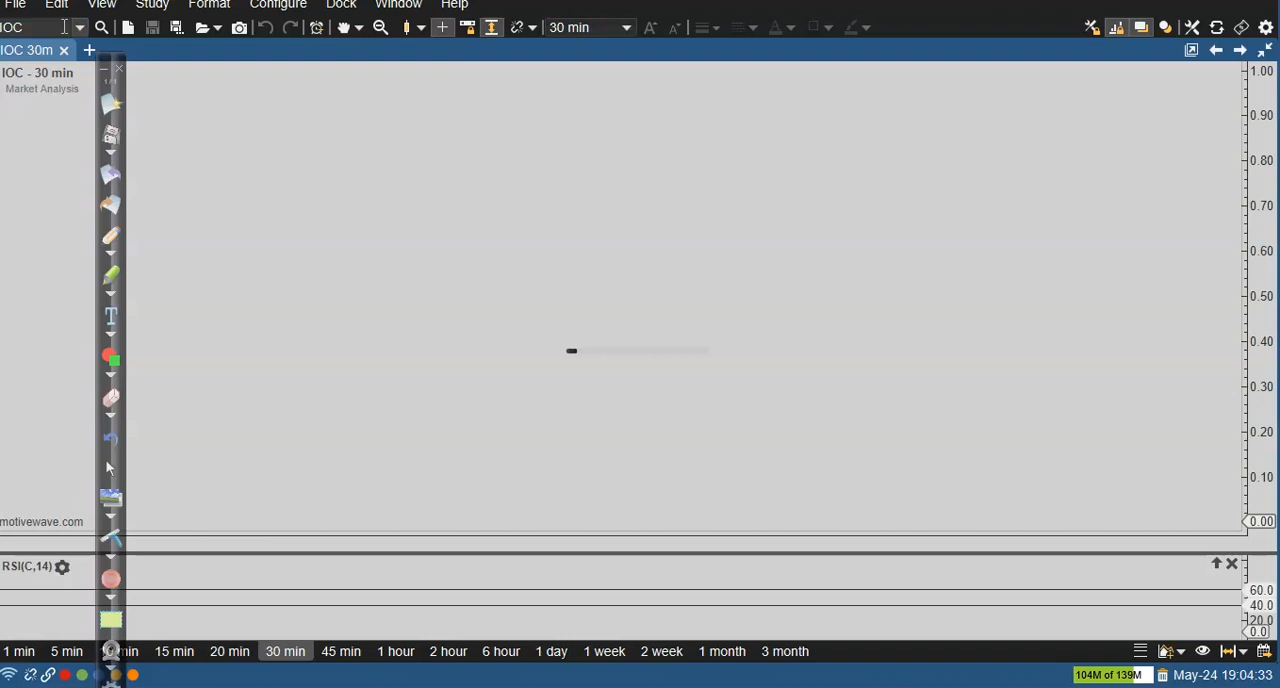 File Edit View Study Format Configure Dock Window Help
IOC 30 min
IOC 30m
IOC - 30 min
Market Analysis
1/1
1.00
0.90
0.80
0.70
0.60
0.50
0.40
0.30
0.20
0.10
0.00
motivewave.com
RSI(C,14)
60.0
40.0
20.0
0.0
1 min 5 min min 15 min 20 min 30 min 45 min 1 hour 2 hour 6 hour 1 day 1 week 2 week 1 month 3 month
104M of 139M May-24 19:04:33